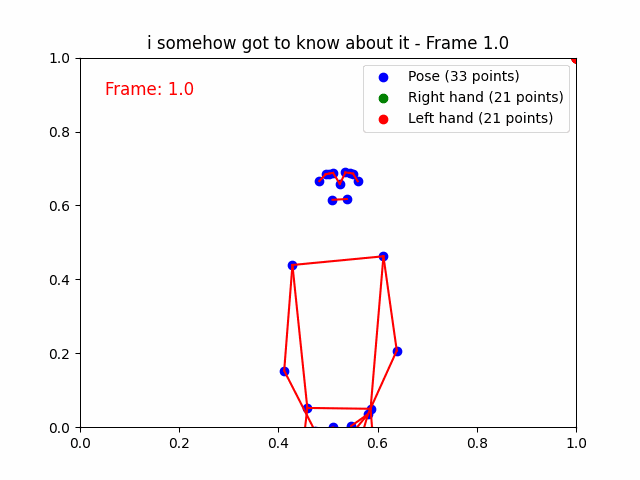 i somehow got to know about it - Frame 1.0
Frame: 1.0
Pose (33 points)
Right hand (21 points)
Left hand (21 points)
1.0
0.8
0.6
0.4
0.2
0.0
0.0 0.2 0.4 0.6 0.8 1.0